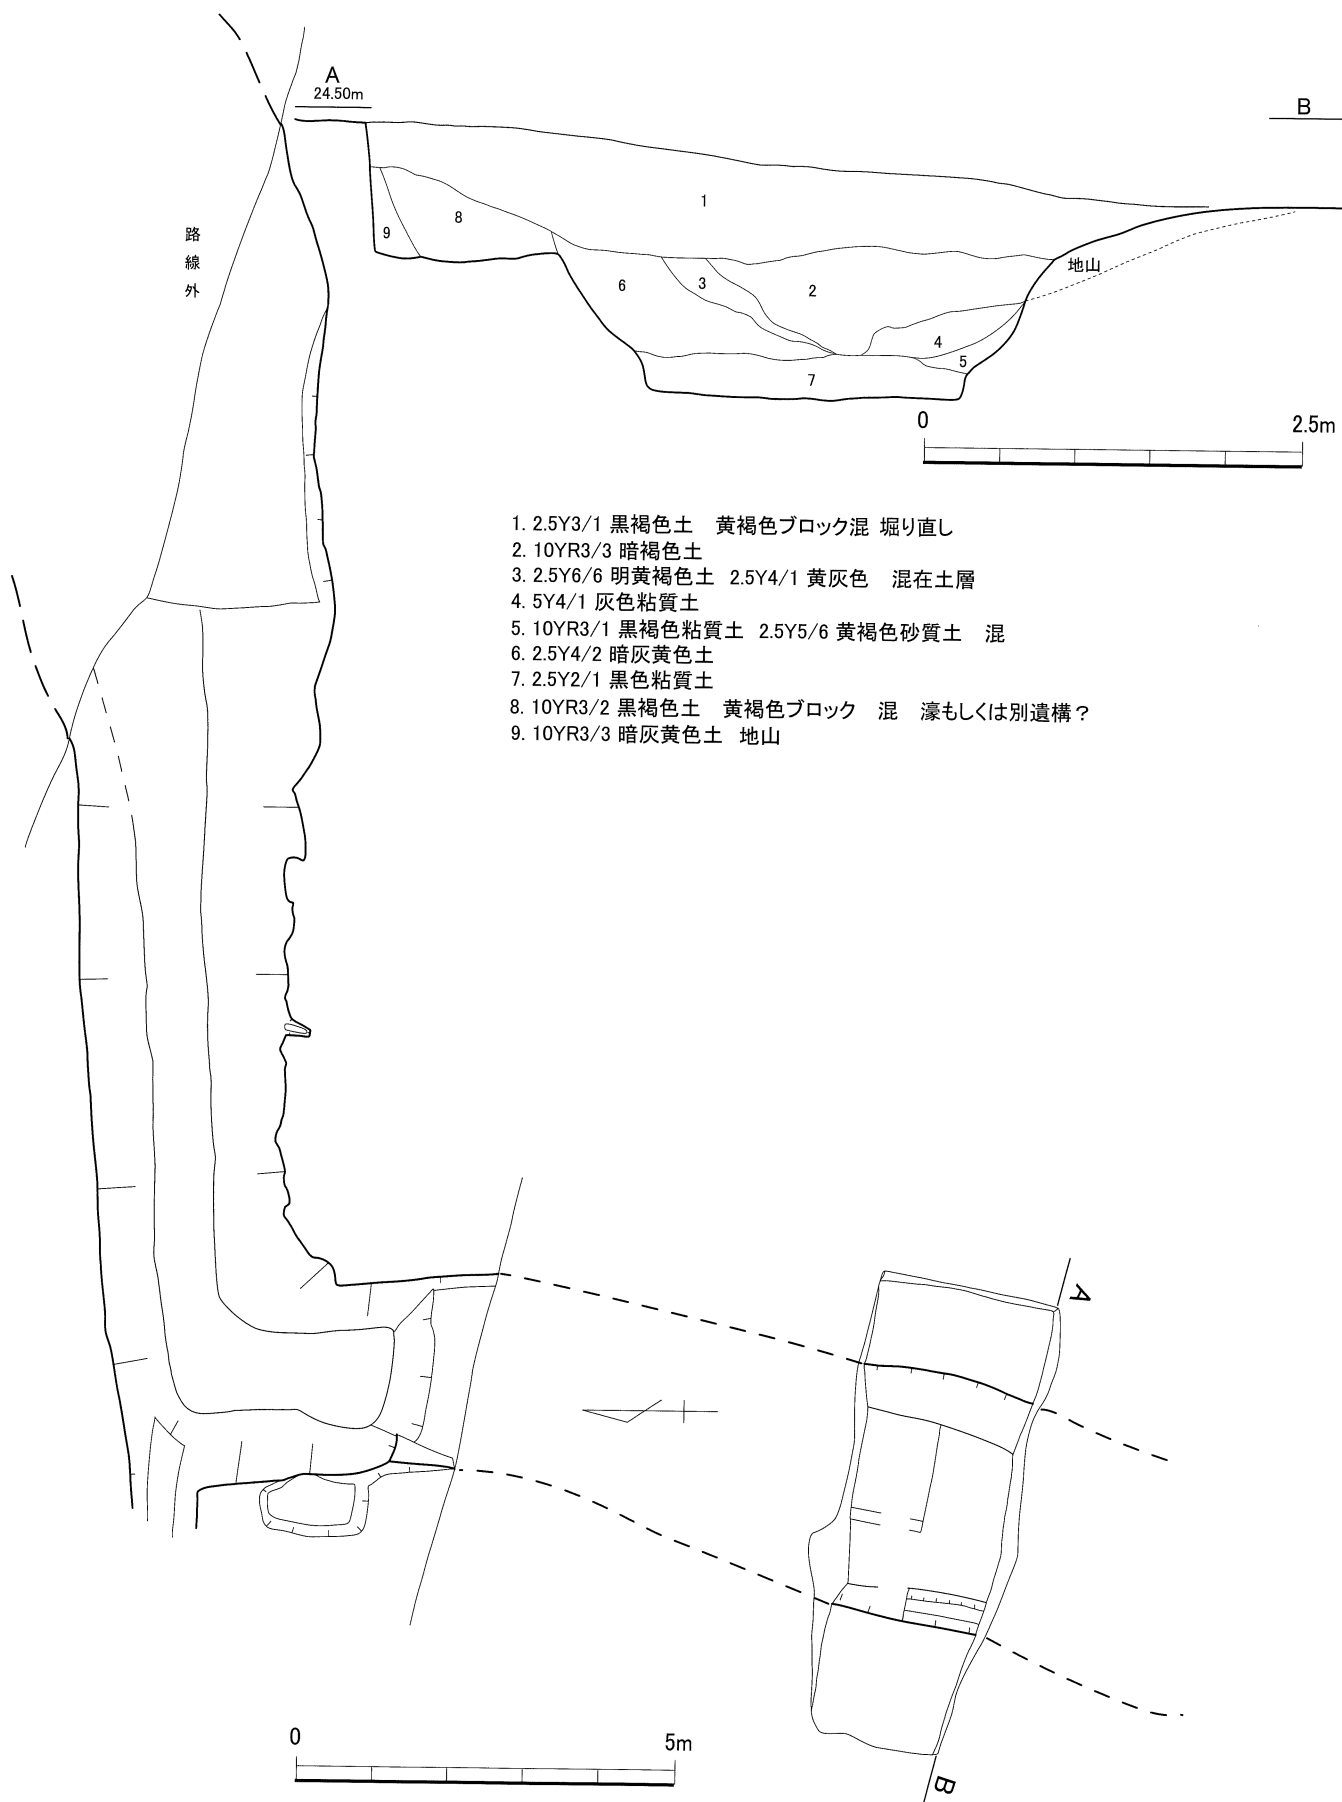 A
24.50m
B
路
線
外
1
8
9
地山
6
3
2
4
5
7
0
2.5m
1. 2.5Y3/1 黒褐色土 黄褐色ブロック混 堀り直し
2. 10YR3/3 暗褐色土
3. 2.5Y6/6 明黄褐色土 2.5Y4/1 黄灰色 混在土層
4. 5Y4/1 灰色粘質土
5. 10YR3/1 黒褐色粘質土 2.5Y5/6 黄褐色砂質土 混
6. 2.5Y4/2 暗灰黄色土
7. 2.5Y2/1 黒色粘質土
8. 10YR3/2 黒褐色土 黄褐色ブロック 混 濠もしくは別遺構？
9. 10YR3/3 暗灰黄色土 地山
A
0
5m
B